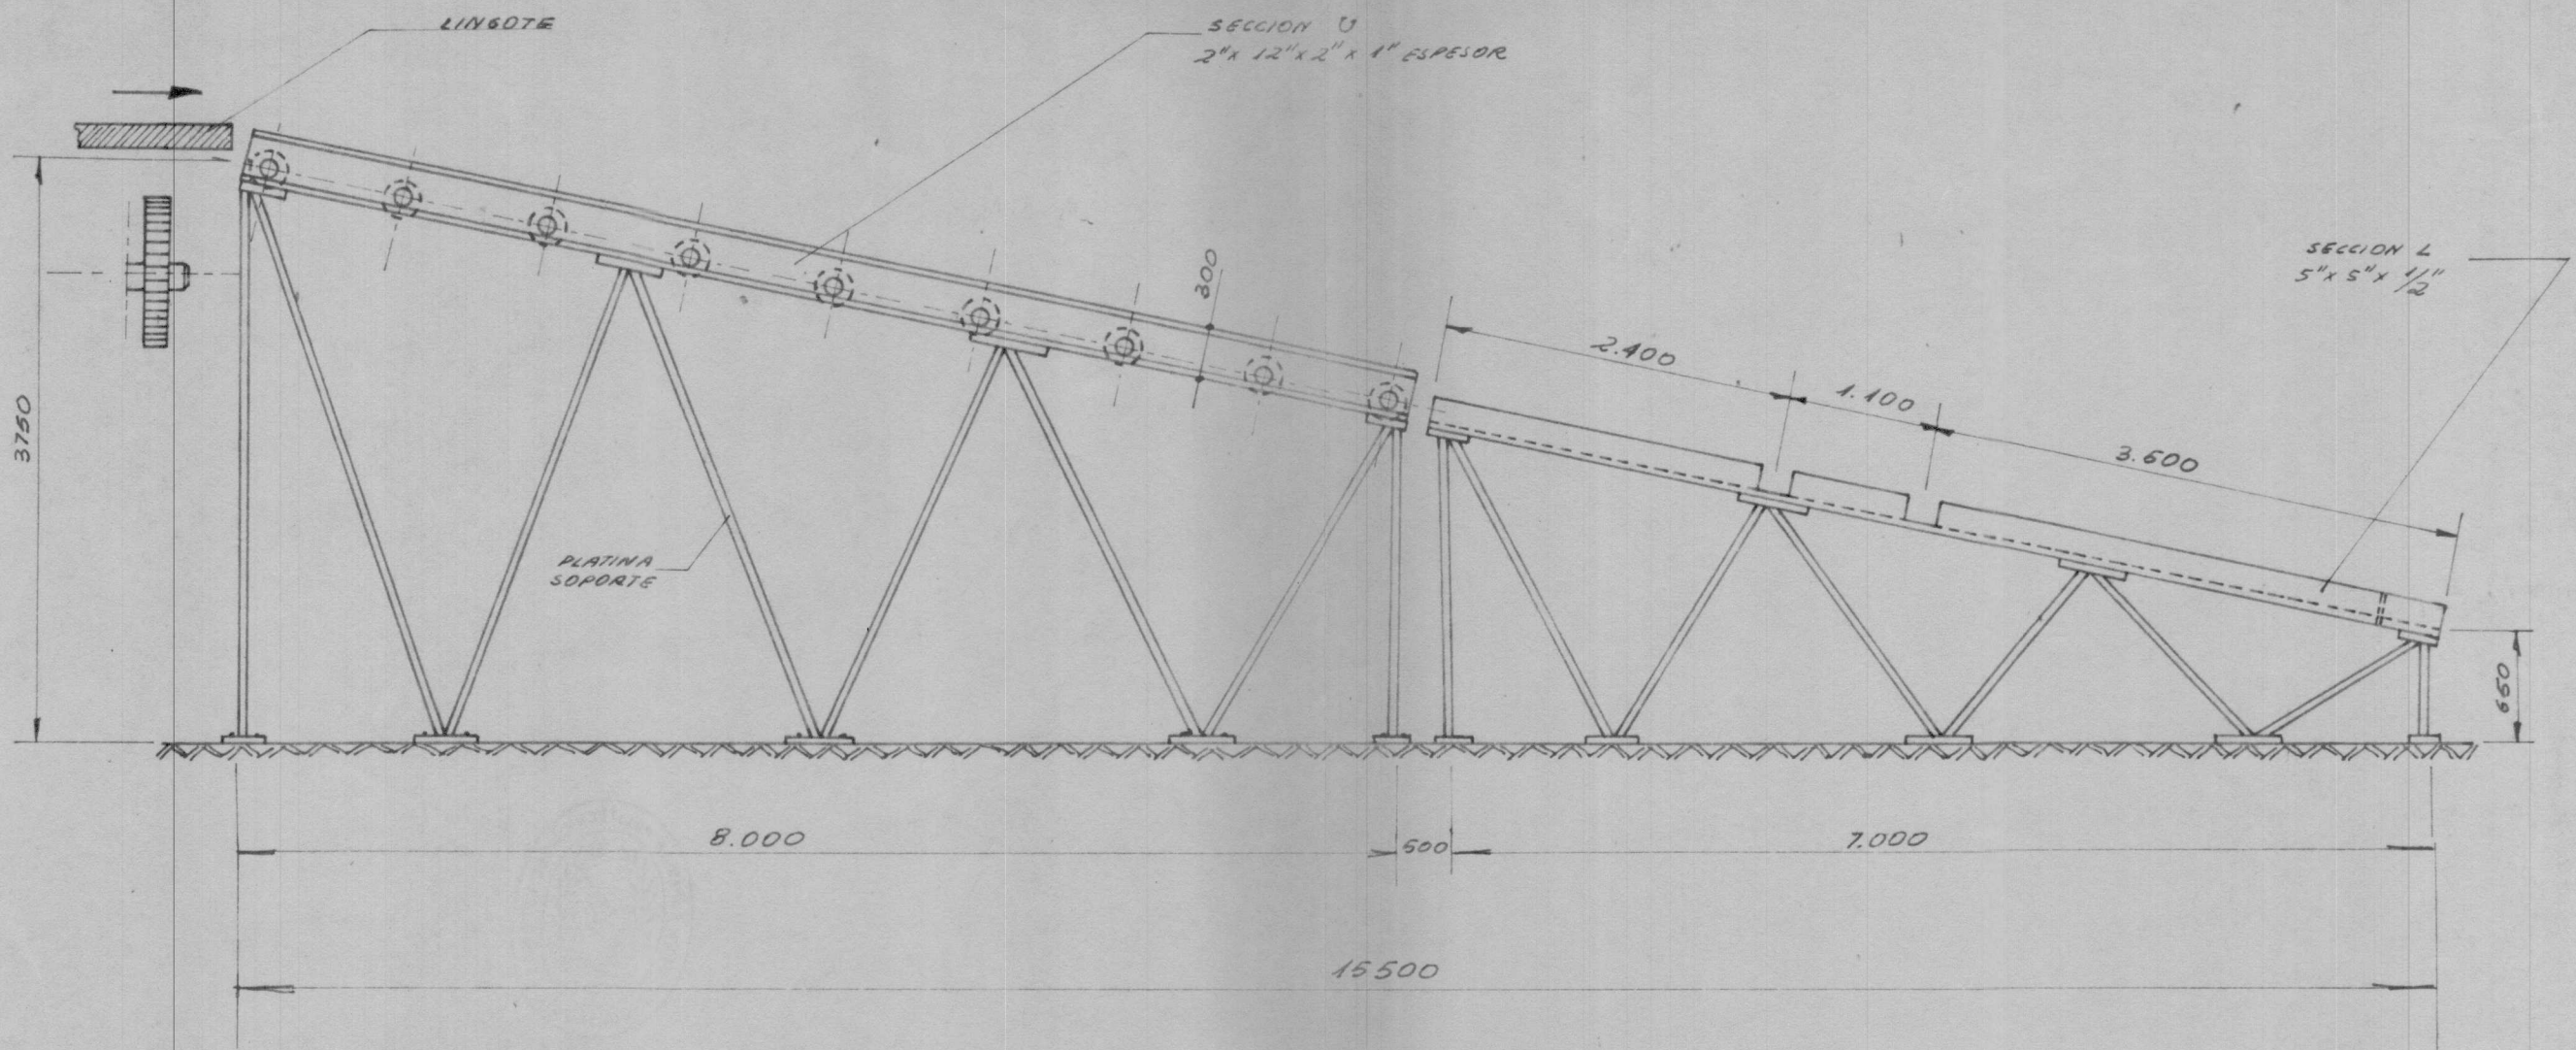 LINGOTE
SECCION U
2" x 12" x 2" x 1" ESPESOR
SECCION L
5" x 5" x 1/2"
300
2.400
1.100
3.600
3750
PLATINA
SOPORTE
650
8.000
500
7.000
15500